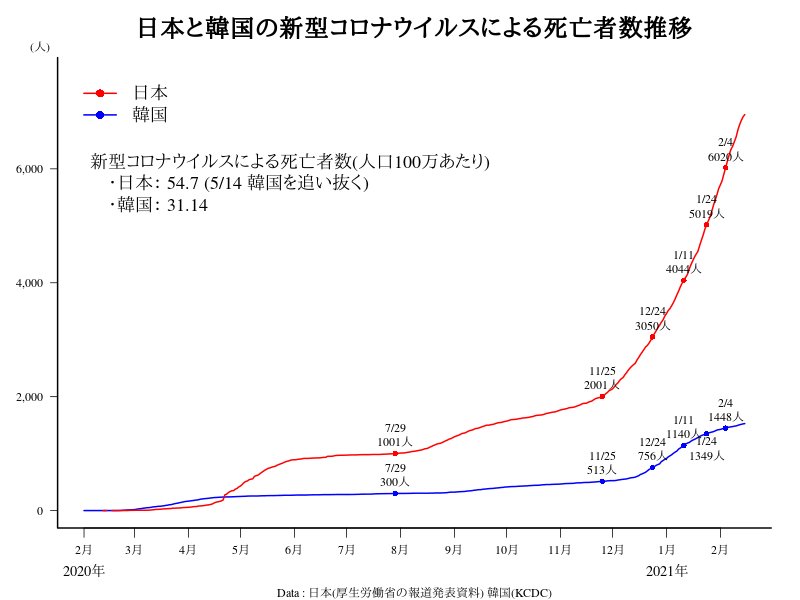 日本と韓国の新型コロナウイルスによる死亡者数推移
(人)
日本
韓国
新型コロナウイルスによる死亡者数(人口100万あたり)
・日本: 54.7 (5/14 韓国を追い抜く)
・韓国: 31.14
6,000
4,000
2,000
0
2/4
6020人
1/24
5019人
1/11
4044人
12/24
3050人
11/25
2001人
7/29
1001人
7/29
300人
11/25
513人
12/24
756人
1/11
1140人
1/24
1349人
2/4
1448人
2月 3月 4月 5月 6月 7月 8月 9月 10月 11月 12月 1月 2月
2020年 2021年
Data : 日本(厚生労働省の報道発表資料) 韓国(KCDC)